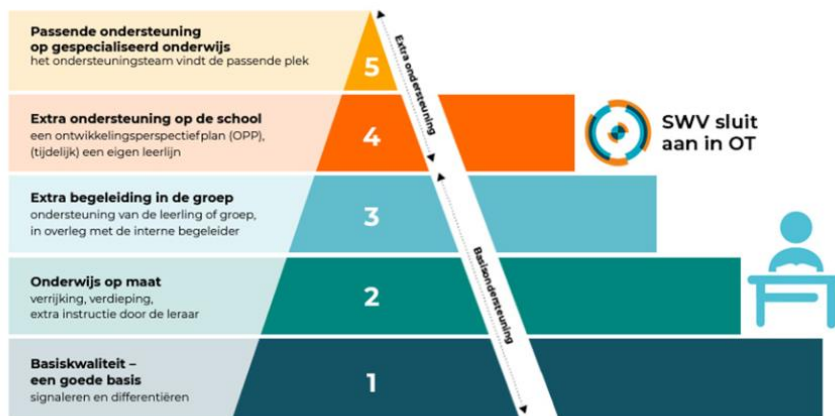 Passende ondersteuning
op gespecialiseerd onderwijs
het ondersteuningsteam vindt de passende plek
5
Extra ondersteuning
Extra ondersteuning op de school
een ontwikkelingsperspectiefplan (OPP),
(tijdelijk) een eigen leerlijn
4
SWV sluit
aan in OT
Extra begeleiding in de groep
ondersteuning van de leerling of groep,
in overleg met de interne begeleider
3
Basisondersteuning
Onderwijs op maat
verrijking, verdieping,
extra instructie door de leraar
2
Basiskwaliteit –
een goede basis
signaleren en differentiëren
1